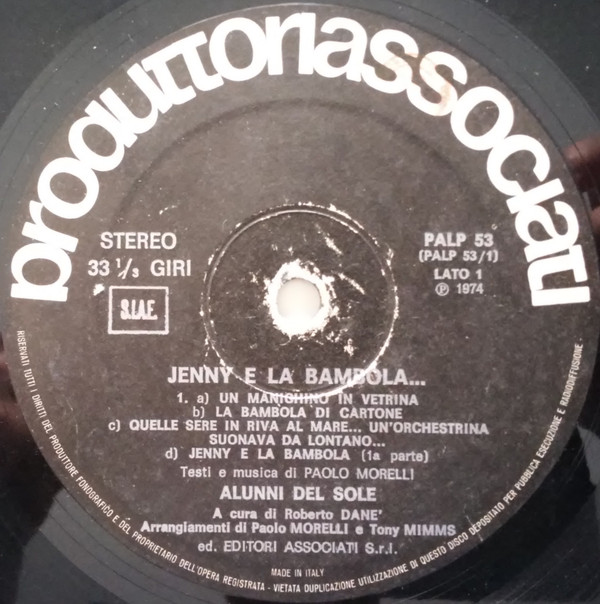 produttoriassociati
STEREO
33 1/3 GIRI
S.I.A.E.
PALP 53
(PALP 53/1)
LATO 1
Ⓟ 1974
JENNY E LA BAMBOLA...
1. a) UN MANICHINO IN VETRINA
b) LA BAMBOLA DI CARTONE
c) QUELLE SERE IN RIVA AL MARE... UN'ORCHESTRINA
SUONAVA DA LONTANO...
d) JENNY E LA BAMBOLA (1a parte)
Testi e musica di PAOLO MORELLI
ALUNNI DEL SOLE
A cura di Roberto DANE'
Arrangiamenti di Paolo MORELLI e Tony MIMMS
ed. EDITORI ASSOCIATI S.r.l.
MADE IN ITALY
RISERVATI TUTTI I DIRITTI DEL PRODUTTORE FONOGRAFICO E DEL PROPRIETARIO DELL'OPERA REGISTRATA - VIETATA DUPLICAZIONE UTILIZZAZIONE DI QUESTO DISCO DEPOSITATO PER PUBBLICA ESECUZIONE E RADIODIFFUSIONE